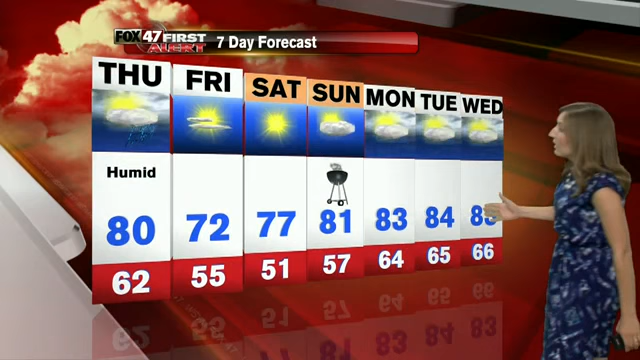 FOX 47 FIRST ALERT 7 Day Forecast
THU FRI SAT SUN MON TUE WED
Humid
80 72 77 81 83 84
62 55 51 57 64 65 66